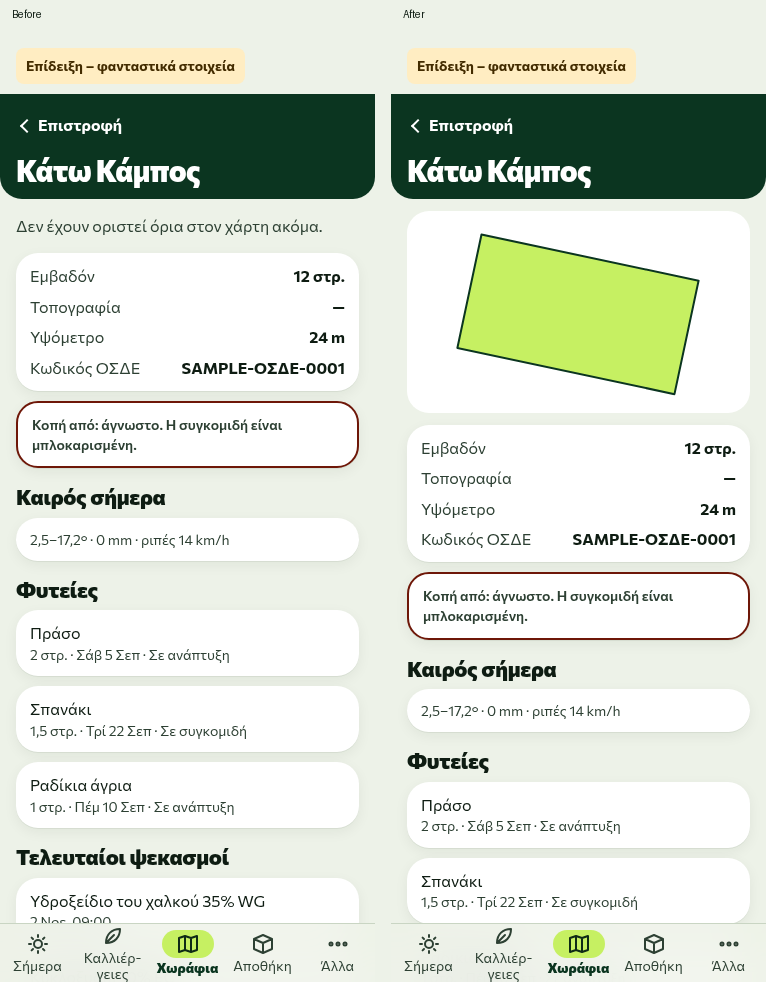 Before
Επίδειξη – φανταστικά στοιχεία
Επιστροφή
Κάτω Κάμπος
Δεν έχουν οριστεί όρια στον χάρτη ακόμα.
Εμβαδόν 12 στρ.
Τοπογραφία –
Υψόμετρο 24 m
Κωδικός ΟΣΔΕ SAMPLE-ΟΣΔΕ-0001
Κοπή από: άγνωστο. Η συγκομιδή είναι
μπλοκαρισμένη.
Καιρός σήμερα
2,5–17,2° · 0 mm · ριπές 14 km/h
Φυτείες
Πράσο
2 στρ. · Σάβ 5 Σεπ · Σε ανάπτυξη
Σπανάκι
1,5 στρ. · Τρί 22 Σεπ · Σε συγκομιδή
Ραδίκια άγρια
1 στρ. · Πέμ 10 Σεπ · Σε ανάπτυξη
Τελευταίοι ψεκασμοί
Υδροξείδιο του χαλκού 35% WG
2 Νοε, 09:00
Σήμερα
Καλλιέρ-
γειες
Χωράφια
Αποθήκη
Άλλα
After
Επίδειξη – φανταστικά στοιχεία
Επιστροφή
Κάτω Κάμπος
Εμβαδόν 12 στρ.
Τοπογραφία –
Υψόμετρο 24 m
Κωδικός ΟΣΔΕ SAMPLE-ΟΣΔΕ-0001
Κοπή από: άγνωστο. Η συγκομιδή είναι
μπλοκαρισμένη.
Καιρός σήμερα
2,5–17,2° · 0 mm · ριπές 14 km/h
Φυτείες
Πράσο
2 στρ. · Σάβ 5 Σεπ · Σε ανάπτυξη
Σπανάκι
1,5 στρ. · Τρί 22 Σεπ · Σε συγκομιδή
Σήμερα
Καλλιέρ-
γειες
Χωράφια
Αποθήκη
Άλλα